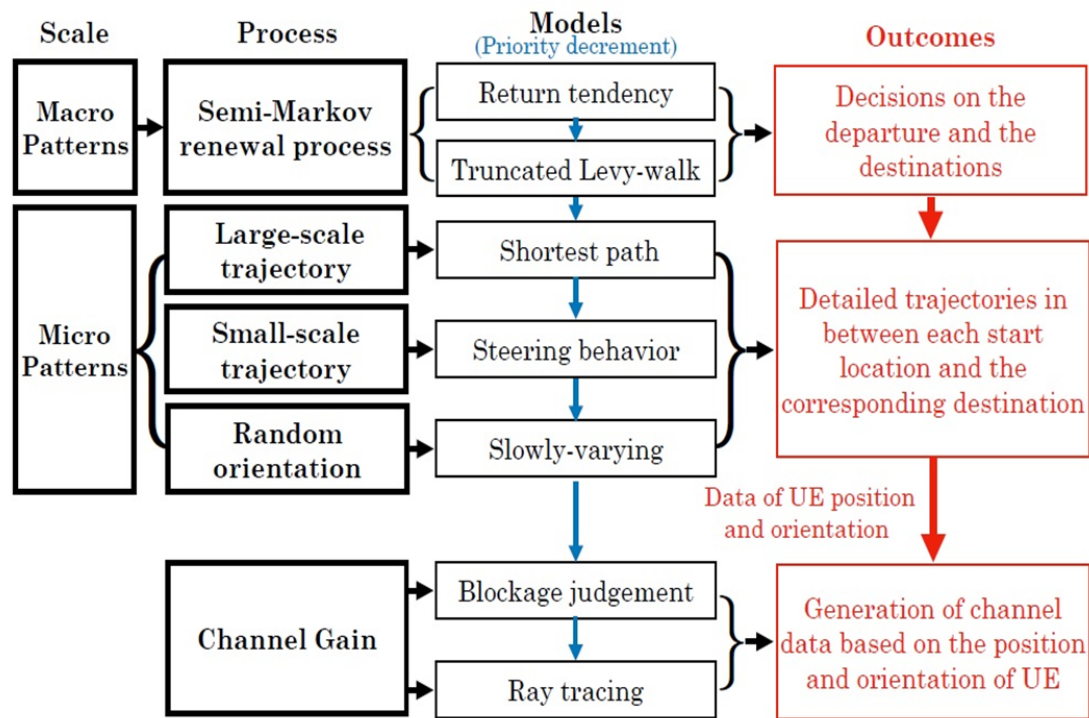 Scale
Process
Models
(Priority decrement)
Outcomes
Macro
Patterns
Semi-Markov
renewal process
Return tendency
Truncated Levy-walk
Decisions on the
departure and the
destinations
Micro
Patterns
Large-scale
trajectory
Shortest path
Small-scale
trajectory
Steering behavior
Random
orientation
Slowly-varying
Detailed trajectories in
between each start
location and the
corresponding destination
Data of UE position
and orientation
Channel Gain
Blockage judgement
Ray tracing
Generation of channel
data based on the position
and orientation of UE